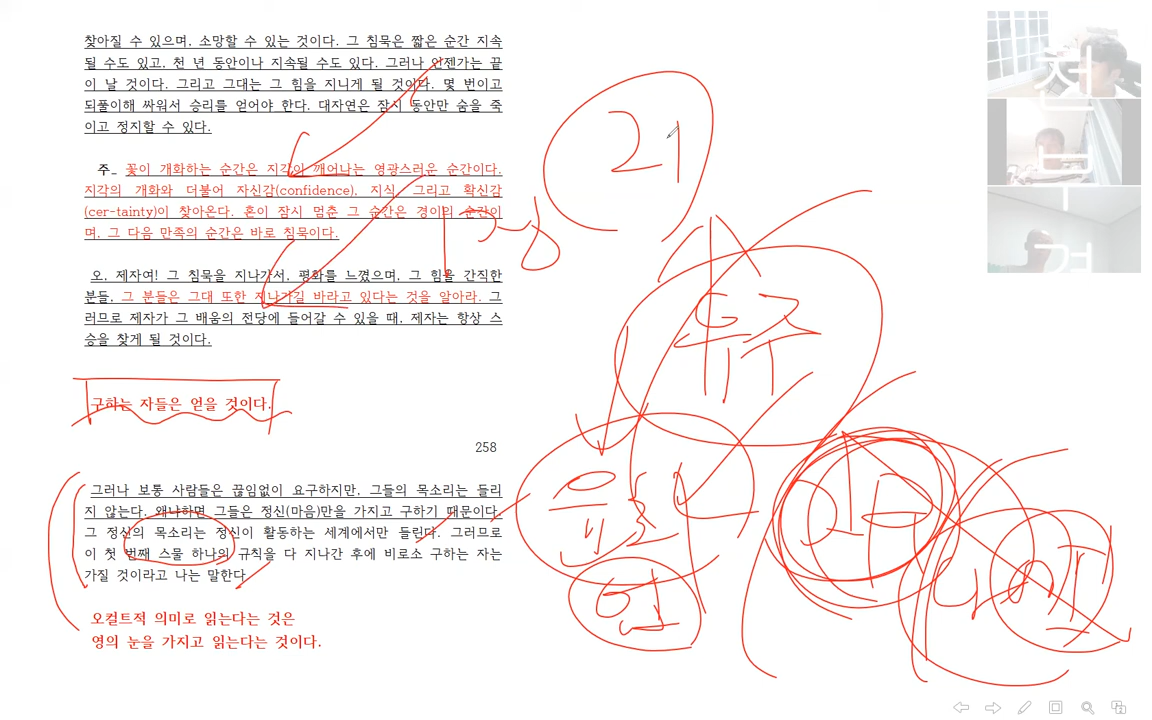 찾아질 수 있으며, 소망할 수 있는 것이다. 그 침묵은 짧은 순간 지속
될 수도 있고, 천 년 동안이나 지속될 수도 있다. 그러나 언젠가는 끝
이 날 것이다. 그리고 그대는 그 힘을 지니게 될 것이다. 몇 번이고
되풀이해 싸워서 승리를 얻어야 한다. 대자연은 잠시 동안만 숨을 죽
이고 정지할 수 있다.
주_ 꽃이 개화하는 순간은 지각이 깨어나는 영광스러운 순간이다.
지각의 개화와 더불어 자신감(confidence), 지식, 그리고 확신감
(cer-tainty)이 찾아온다. 혼이 잠시 멈춘 그 순간은 경이의 순간이
며, 그 다음 만족의 순간은 바로 침묵이다.
오, 제자여! 그 침묵을 지나가서, 평화를 느꼈으며, 그 힘을 간직한
분들, 그 분들은 그대 또한 지나가길 바라고 있다는 것을 알아라. 그
러므로 제자가 그 배움의 전당에 들어갈 수 있을 때, 제자는 항상 스
승을 찾게 될 것이다.
구하는 자들은 얻을 것이다.
258
그러나 보통 사람들은 끊임없이 요구하지만, 그들의 목소리는 들리
지 않는다. 왜냐하면 그들은 정신(마음)만을 가지고 구하기 때문이다.
그 정신의 목소리는 정신이 활동하는 세계에서만 들린다. 그러므로
이 첫 번째 스물 하나의 규칙을 다 지나간 후에 비로소 구하는 자는
가질 것이라고 나는 말한다.
오컬트적 의미로 읽는다는 것은
영의 눈을 가지고 읽는다는 것이다.
21
우주